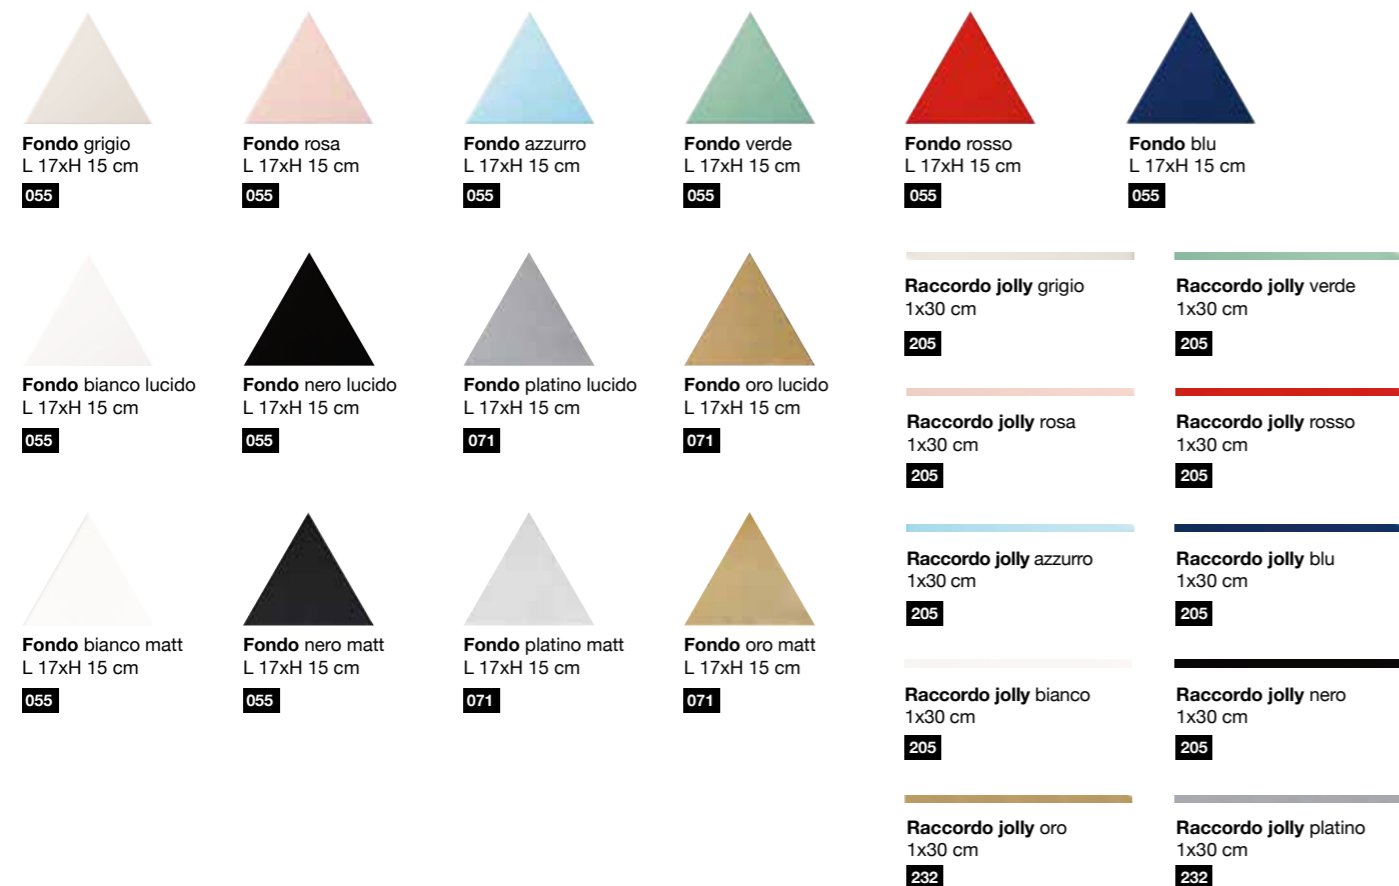 Fondo grigio
L 17xH 15 cm
055
Fondo rosa
L 17xH 15 cm
055
Fondo azzurro
L 17xH 15 cm
055
Fondo verde
L 17xH 15 cm
055
Fondo rosso
L 17xH 15 cm
055
Fondo blu
L 17xH 15 cm
055
Fondo bianco lucido
L 17xH 15 cm
055
Fondo nero lucido
L 17xH 15 cm
055
Fondo platino lucido
L 17xH 15 cm
071
Fondo oro lucido
L 17xH 15 cm
071
Fondo bianco matt
L 17xH 15 cm
055
Fondo nero matt
L 17xH 15 cm
055
Fondo platino matt
L 17xH 15 cm
071
Fondo oro matt
L 17xH 15 cm
071
Raccordo jolly grigio
1x30 cm
205
Raccordo jolly verde
1x30 cm
205
Raccordo jolly rosa
1x30 cm
205
Raccordo jolly rosso
1x30 cm
205
Raccordo jolly azzurro
1x30 cm
205
Raccordo jolly blu
1x30 cm
205
Raccordo jolly bianco
1x30 cm
205
Raccordo jolly nero
1x30 cm
205
Raccordo jolly oro
1x30 cm
232
Raccordo jolly platino
1x30 cm
232